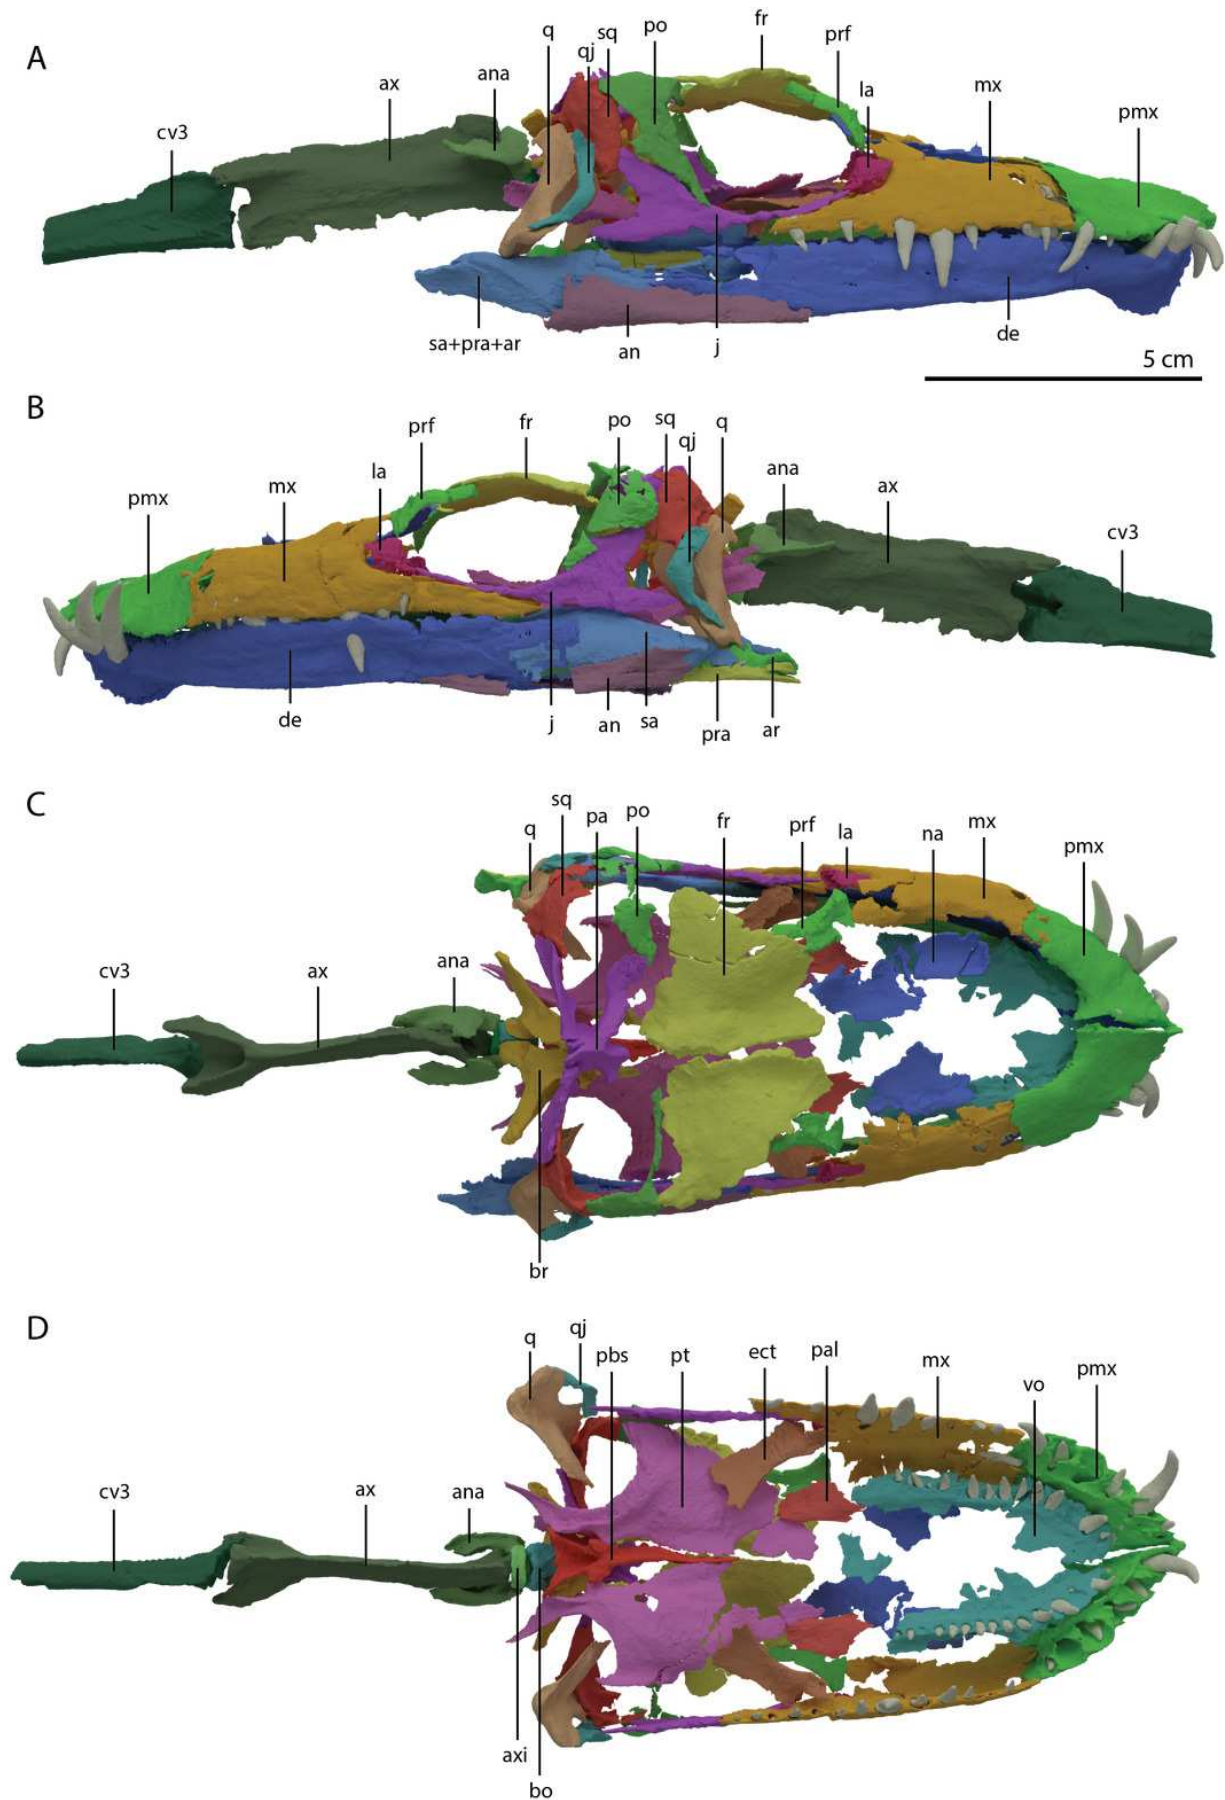 A
cv3 ax ana q qj sq po fr prf la mx pmx
sa+pra+ar an j de
5 cm
B
pmx mx la prf fr po sq qj q ana ax cv3
de j an sa pra ar
C
cv3 ax ana q sq pa po fr prf la na mx pmx
br
D
cv3 ax ana q qj pbs pt ect pal mx vo pmx
axi
bo